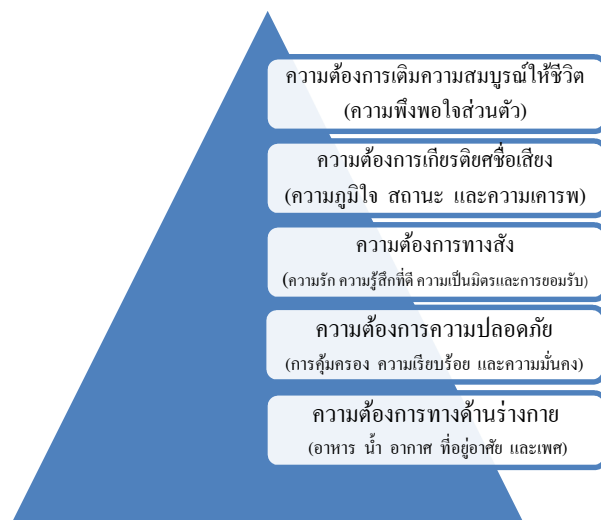 ความต้องการเติมความสมบูรณ์ให้ชีวิต
(ความพึงพอใจส่วนตัว)
ความต้องการเกียรติยศชื่อเสียง
(ความภูมิใจ สถานะ และความเคารพ)
ความต้องการทางสัง
(ความรัก ความรู้สึกที่ดี ความเป็นมิตรและการยอมรับ)
ความต้องการความปลอดภัย
(การคุ้มครอง ความเรียบร้อย และความมั่นคง)
ความต้องการทางด้านร่างกาย
(อาหาร น้ำ อากาศ ที่อยู่อาศัย และเพศ)